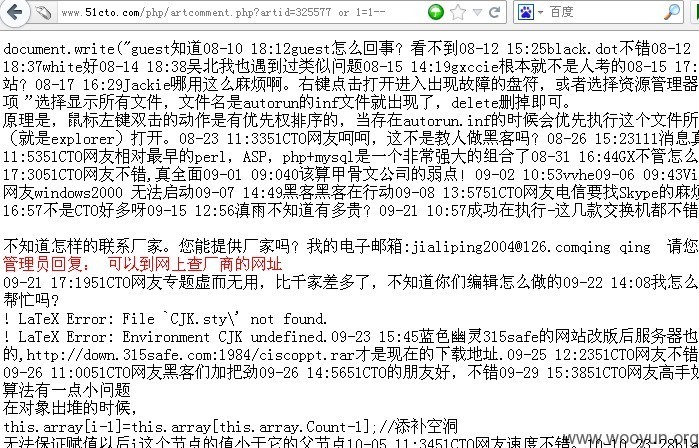 www.51cto.com/php/artcomment.php?artid=325577 or 1=1--
百度
document.write("guest知道08-10 18:12guest怎么回事? 看不到08-12 15:25black.dot不错08-12
18:37white好08-14 18:38吴北我也遇到过类似问题08-15 14:19gxccie根本就不是人考的08-15 17:
站? 08-17 16:29Jackie哪用这么麻烦啊。右键点击打开进入出现故障的盘符，或者选择资源管理器
项 ”选择显示所有文件，文件名是autorun的inf文件就出现了，delete删掉即可。
原理是，鼠标左键双击的动作是有优先权排序的，当存在autorun.inf的时候会优先执行这个文件所
（就是explorer）打开。08-23 11:3351CTO网友呵呵，这不是教人做黑客吗? 08-26 15:23111消息真
11:5351CTO网友相对最早的perl，ASP，php+mysql是一个非常强大的组合了08-31 16:44GX不管怎么
17:3051CTO网友不错,真全面09-01 09:040该算甲骨文公司的弱点! 09-02 10:53vvhe09-06 09:43Vi
网友windows2000 无法启动09-07 14:49黑客黑客在行动09-08 13:5751CTO网友电信要找Skype的麻烦
16:57不是CTO好多呀09-15 12:56滇雨不知道有多贵? 09-21 10:57成功在执行-这几款交换机都不错
不知道怎样的联系厂家。您能提供厂家吗? 我的电子邮箱:jialiping2004@126.comqing qing 请您
管理员回复： 可以到网上查厂商的网址
09-21 17:1951CTO网友专题虚而无用，比千家差多了，不知道你们编辑怎么做的09-22 14:08我怎么
帮忙吗?
! LaTeX Error: File `CJK.sty\' not found.
! LaTeX Error: Environment CJK undefined.09-23 15:45蓝色幽灵315safe的网站改版后服务器也
的,http://down.315safe.com:1984/ciscoppt.rar才是现在的下载地址.09-25 12:2351CTO网友不错
09-26 11:0051CTO网友黑客们加把劲09-26 14:5651CTO的朋友好，不错09-29 15:3851CTO网友高手如
算法有一点小问题
在对象出堆的时候，
this.array[i-1]=this.array[this.Count-1];//添补空洞
无法保证赋值以后i这个节点的值小于它的父节点10-05 11:3451CTO网友速度不错。10-10 23:28
www.wooyun.org